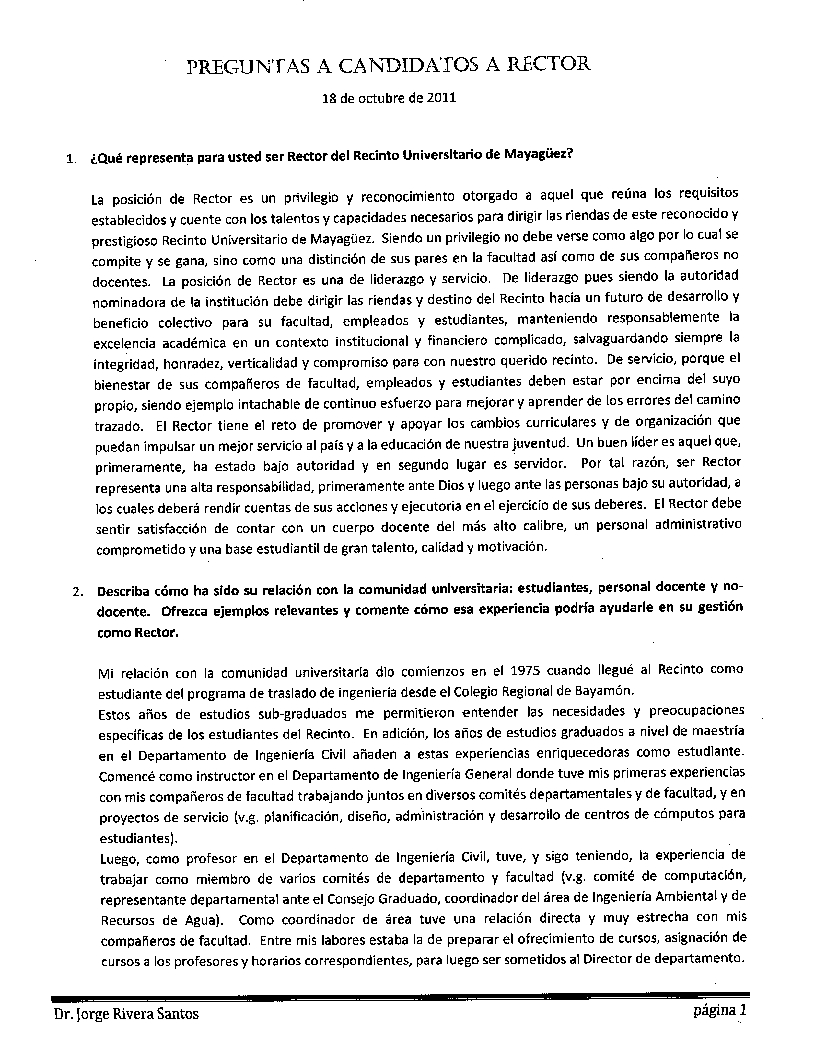 PREGUNTAS A CANDIDATOS A RECTOR
18 de octubre de 2011
1. ¿Qué representa para usted ser Rector del Recinto Universitario de Mayagüez?
La posición de Rector es un privilegio y reconocimiento otorgado a aquel que reúna los requisitos
establecidos y cuente con los talentos y capacidades necesarios para dirigir las riendas de este reconocido y
prestigioso Recinto Universitario de Mayagüez. Siendo un privilegio no debe verse como algo por lo cual se
compite y se gana, sino como una distinción de sus pares en la facultad así como de sus compañeros no
docentes. La posición de Rector es una de liderazgo y servicio. De liderazgo pues siendo la autoridad
nominadora de la institución debe dirigir las riendas y destino del Recinto hacia un futuro de desarrollo y
beneficio colectivo para su facultad, empleados y estudiantes, manteniendo responsablemente la
excelencia académica en un contexto institucional y financiero complicado, salvaguardando siempre la
integridad, honradez, verticalidad y compromiso para con nuestro querido recinto. De servicio, porque el
bienestar de sus compañeros de facultad, empleados y estudiantes deben estar por encima del suyo
propio, siendo ejemplo intachable de continuo esfuerzo para mejorar y aprender de los errores del camino
trazado. El Rector tiene el reto de promover y apoyar los cambios curriculares y de organización que
puedan impulsar un mejor servicio al país y a la educación de nuestra juventud. Un buen líder es aquel que,
primeramente, ha estado bajo autoridad y en segundo lugar es servidor. Por tal razón, ser Rector
representa una alta responsabilidad, primeramente ante Dios y luego ante las personas bajo su autoridad, a
los cuales deberá rendir cuentas de sus acciones y ejecutoria en el ejercicio de sus deberes. El Rector debe
sentir satisfacción de contar con un cuerpo docente del más alto calibre, un personal administrativo
comprometido y una base estudiantil de gran talento, calidad y motivación.
2. Describa cómo ha sido su relación con la comunidad universitaria: estudiantes, personal docente y no-
docente. Ofrezca ejemplos relevantes y comente cómo esa experiencia podría ayudarle en su gestión
como Rector.
Mi relación con la comunidad universitaria dio comienzos en el 1975 cuando llegué al Recinto como
estudiante del programa de traslado de ingeniería desde el Colegio Regional de Bayamón.
Estos años de estudios sub-graduados me permitieron entender las necesidades y preocupaciones
específicas de los estudiantes del Recinto. En adición, los años de estudios graduados a nivel de maestría
en el Departamento de Ingeniería Civil añaden a estas experiencias enriquecedoras como estudiante.
Comencé como instructor en el Departamento de Ingeniería General donde tuve mis primeras experiencias
con mis compañeros de facultad trabajando juntos en diversos comités departamentales y de facultad, y en
proyectos de servicio (v.g. planificación, diseño, administración y desarrollo de centros de cómputos para
estudiantes).
Luego, como profesor en el Departamento de Ingeniería Civil, tuve, y sigo teniendo, la experiencia de
trabajar como miembro de varios comités de departamento y facultad (v.g. comité de computación,
representante departamental ante el Consejo Graduado, coordinador del área de Ingeniería Ambiental y de
Recursos de Agua). Como coordinador de área tuve una relación directa y muy estrecha con mis
compañeros de facultad. Entre mis labores estaba la de preparar el ofrecimiento de cursos, asignación de
cursos a los profesores y horarios correspondientes, para luego ser sometidos al Director de departamento.
Dr. Jorge Rivera Santos página 1